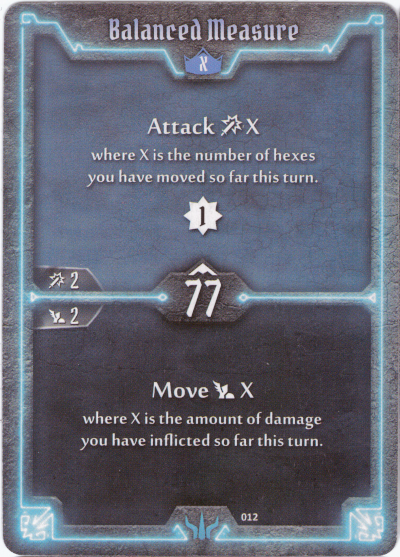 Balanced Measure
X
Attack X
where X is the number of hexes
you have moved so far this turn.
1
2
77
2
Move X
where X is the amount of damage
you have inflicted so far this turn.
012